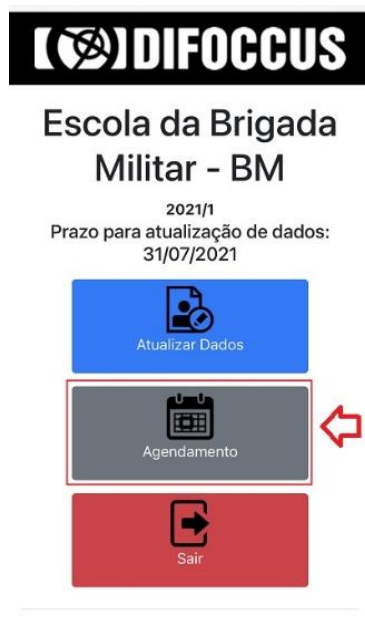 DIFOCCUS
Escola da Brigada
Militar - BM
2021/1
Prazo para atualização de dados:
31/07/2021
Atualizar Dados
Agendamento
Sair